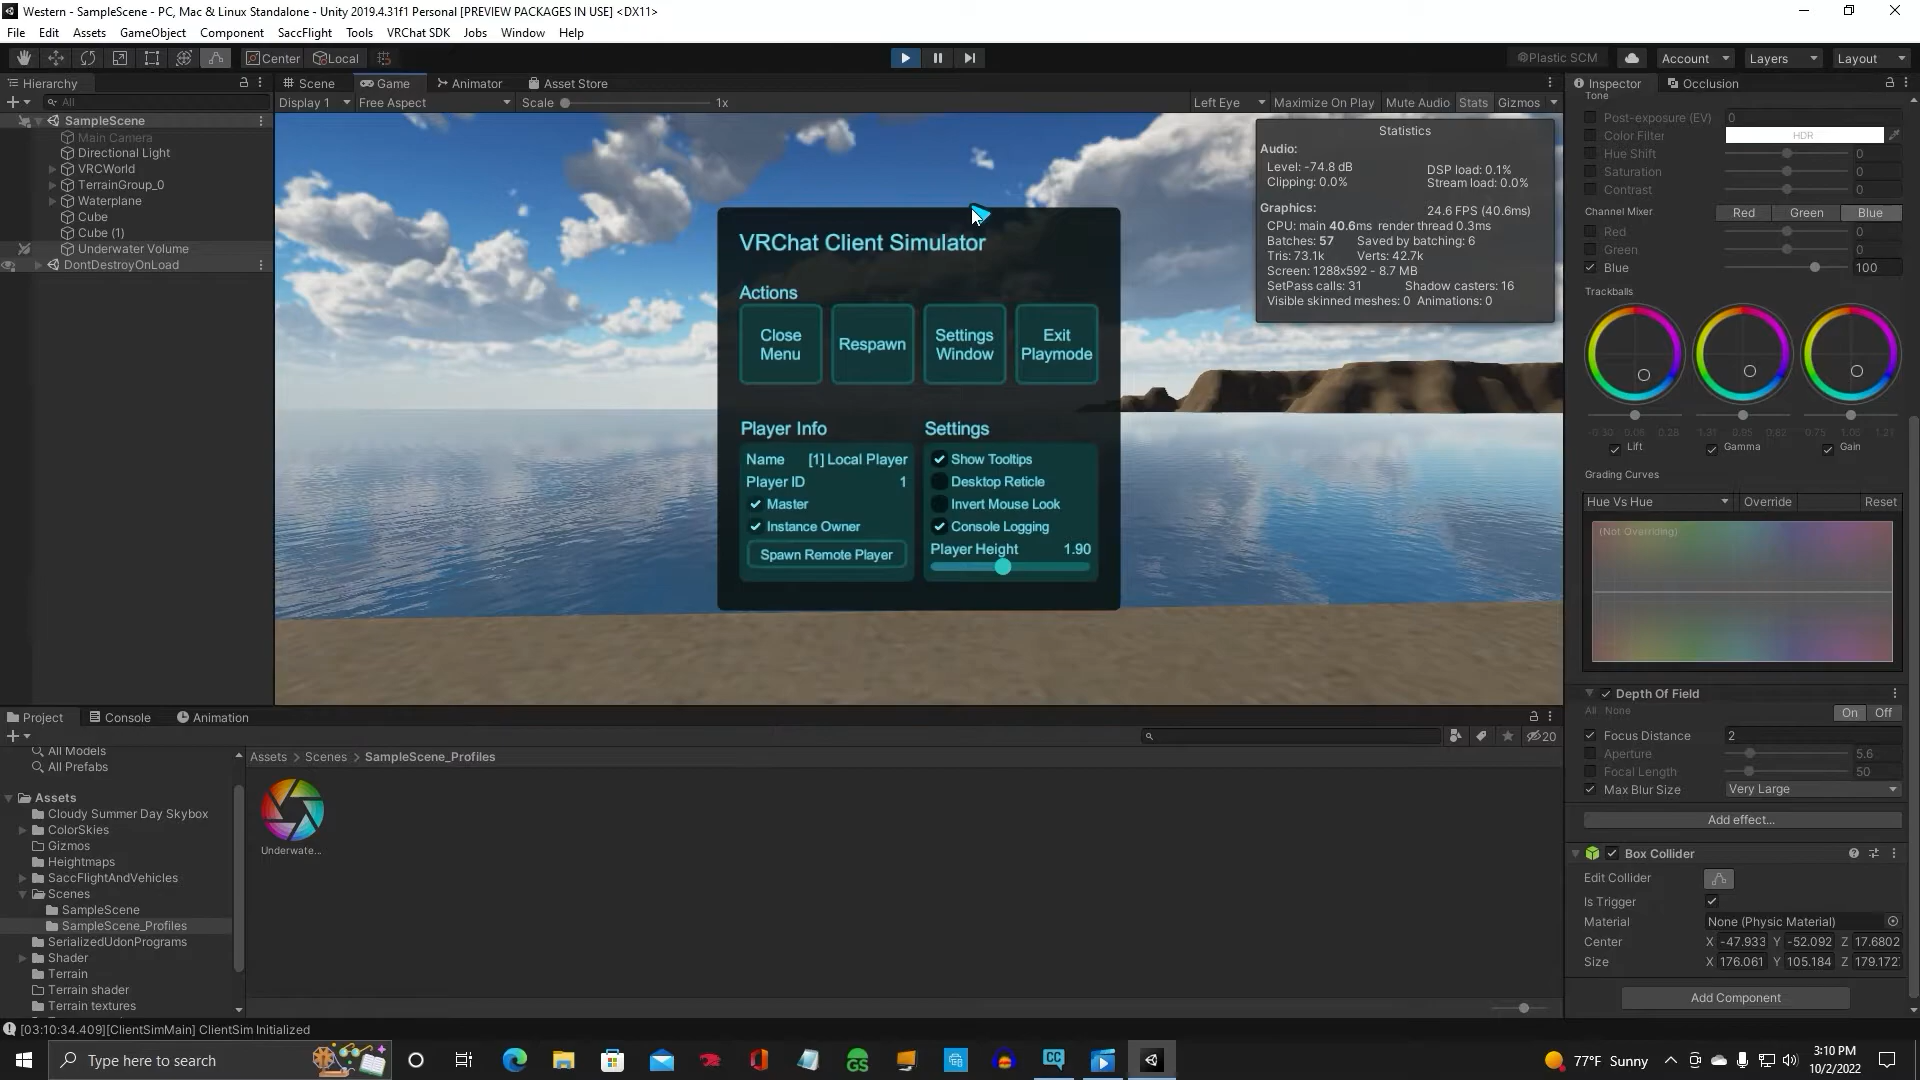 Western - SampleScene - PC, Mac & Linux Standalone - Unity 2019.4.31f1 Personal [PREVIEW PACKAGES IN USE] <DX11>
File Edit Assets GameObject Component SaccFlight Tools Jobs VRChat SDK Window Help
Center Local Plastic SCM Account Layers Layout
Hierarchy
All
SampleScene
Main Camera
Directional Light
VRCWorld
TerrainGroup_0
Waterplane
Cube
Cube (1)
Underwater Volume
DontDestroyOnLoad
Scene Game Animator Asset Store
Display 1 Free Aspect Scale 1x Left Eye Maximize On Play Mute Audio Stats Gizmos
Statistics
Audio:
Level: -74.8 dB DSP load: 0.1%
Clipping: 0.0% Stream load: 0.0%
Graphics: 24.6 FPS (40.6ms)
CPU: main 40.6ms render thread 0.3ms
Batches: 57 Saved by batching: 6
Tris: 73.1k Verts: 42.7k
Screen: 1288x592 - 8.7 MB
SetPass calls: 31 Shadow casters: 16
Visible skinned meshes: 0 Animations: 0
VRChat Client Simulator
Actions
Close Menu
Respawn
Settings Window
Exit Playmode
Player Info
Name [1] Local Player
Player ID 1
Master
Instance Owner
Spawn Remote Player
Settings
Show Tooltips
Desktop Reticle
Invert Mouse Look
Console Logging
Player Height 1.90
Inspector Occlusion
Tone
Post-exposure (EV) 0
Color Filter HDR
Hue Shift 0
Saturation 0
Contrast 0
Channel Mixer Red Green Blue
Red 0
Green 0
Blue 100
Trackballs
Lift Gamma Gain
Grading Curves
Hue Vs Hue Override Reset
(Not Overriding)
Depth Of Field
All None On Off
Focus Distance 2
Aperture 5.6
Focal Length 50
Max Blur Size Very Large
Add effect...
Box Collider
Edit Collider
Is Trigger
Material None (Physic Material)
Center X -47.933 Y -52.092 Z 17.6802
Size X 176.061 Y 105.184 Z 179.172
Add Component
Project Console Animation
20
All Models
All Prefabs
Assets
Cloudy Summer Day Skybox
ColorSkies
Gizmos
Heightmaps
SaccFlightAndVehicles
Scenes
SampleScene
SampleScene_Profiles
SerializedUdonPrograms
Shader
Terrain
Terrain shader
Terrain textures
Assets > Scenes > SampleScene_Profiles
Underwate...
[03:10:34.409][ClientSimMain] ClientSim Initialized
Type here to search
GS
CC
77°F Sunny
3:10 PM
10/2/2022